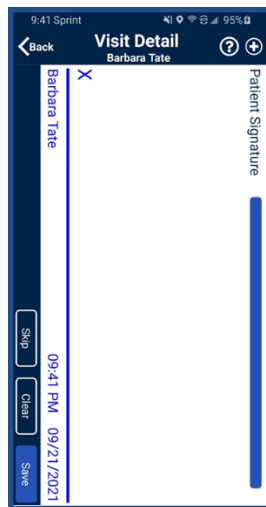 9:41 Sprint 95%
Back
Visit Detail
Barbara Tate
Patient Signature
X
Barbara Tate 09:41 PM 09/21/2021
Skip Clear Save